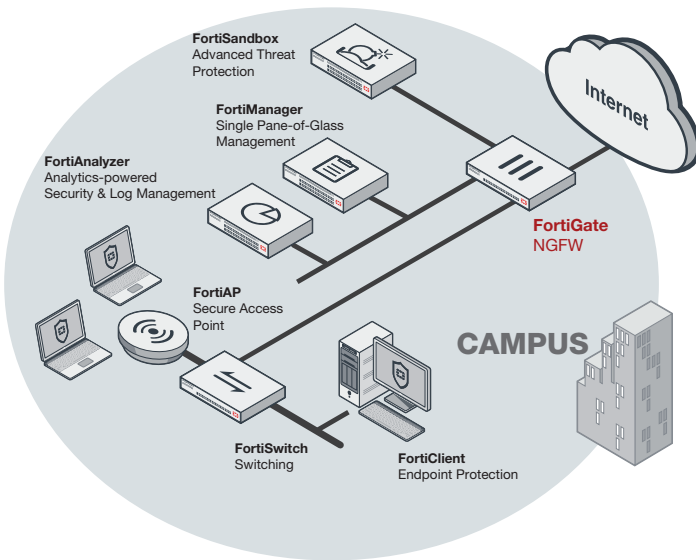 FortiSandbox
Advanced Threat
Protection
FortiManager
Single Pane-of-Glass
Management
FortiAnalyzer
Analytics-powered
Security & Log Management
Internet
FortiGate
NGFW
FortiAP
Secure Access
Point
CAMPUS
FortiSwitch
Switching
FortiClient
Endpoint Protection